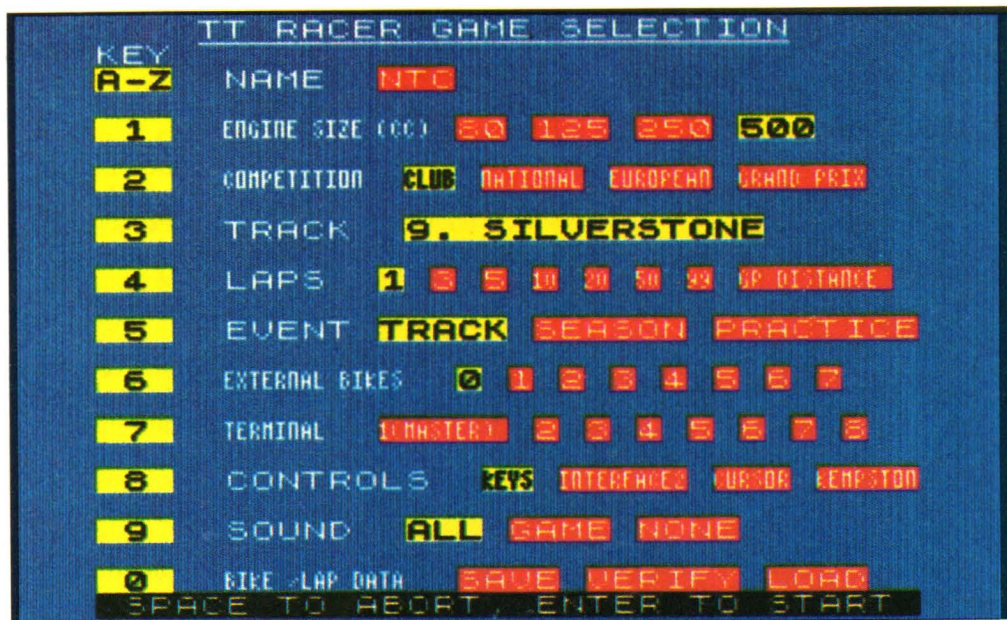 TT RACER GAME SELECTION
KEY
A-Z NAME NTC
1 ENGINE SIZE (CC) 80 125 250 500
2 COMPETITION CLUB NATIONAL EUROPEAN GRAND PRIX
3 TRACK 9. SILVERSTONE
4 LAPS 1 3 5 10 20 50 99 GP DISTANCE
5 EVENT TRACK SEASON PRACTICE
6 EXTERNAL BIKES 0 1 2 3 4 5 6 7
7 TERMINAL 1(MASTER) 2 3 4 5 6 7 8
8 CONTROLS KEYS INTERFACE2 CURSOR KEMPSTON
9 SOUND ALL GAME NONE
0 BIKE /LAP DATA SAVE VERIFY LOAD
SPACE TO ABORT, ENTER TO START